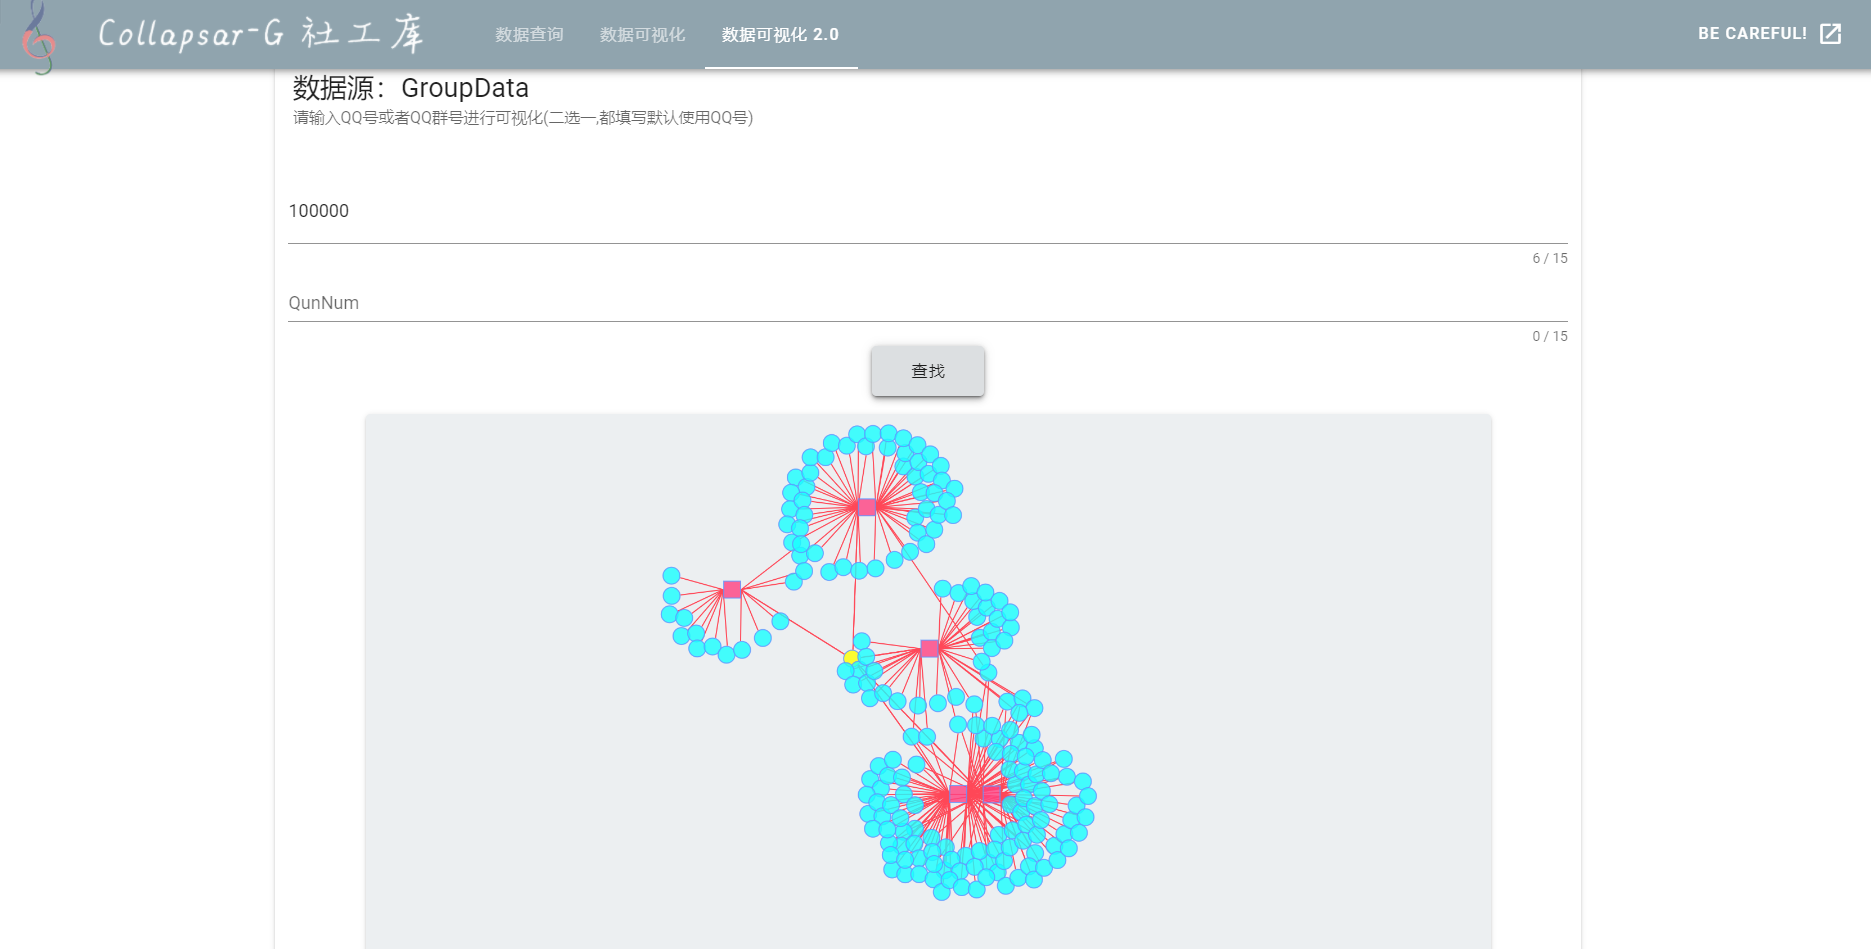 Collapsar-G 社工库
数据查询
数据可视化
数据可视化 2.0
BE CAREFUL!
数据源：GroupData
请输入QQ号或者QQ群号进行可视化(二选一,都填写默认使用QQ号)
100000
6 / 15
QunNum
0 / 15
查找